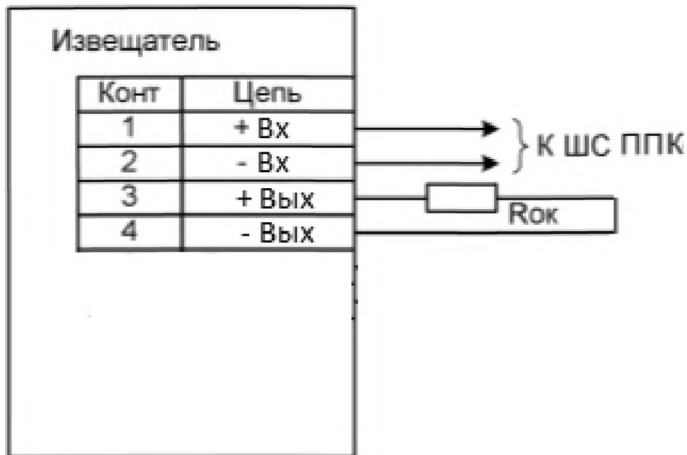 Извещатель
Конт Цепь
1 + Вх
2 - Вх
К ШС ППК
3 + Вых
Rок
4 - Вых